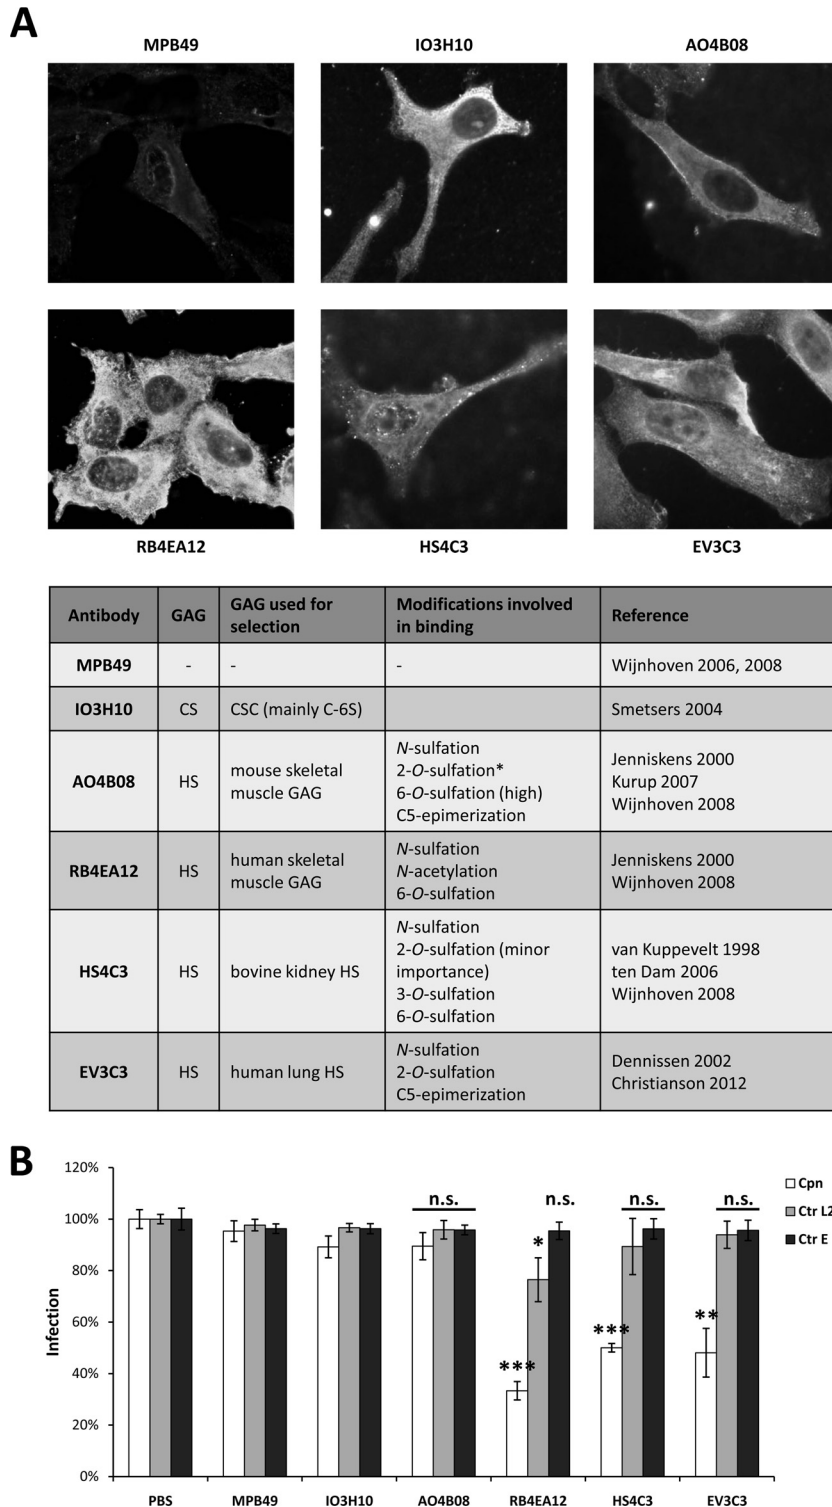 A
MPB49
IO3H10
AO4B08
RB4EA12
HS4C3
EV3C3
Antibody GAG GAG used for selection Modifications involved in binding Reference
MPB49 - - - Wijnhoven 2006, 2008
IO3H10 CS CSC (mainly C-6S) Smetsers 2004
AO4B08 HS mouse skeletal muscle GAG
N-sulfation
2-O-sulfation*
6-O-sulfation (high)
C5-epimerization
Jenniskens 2000
Kurup 2007
Wijnhoven 2008
RB4EA12 HS human skeletal muscle GAG
N-sulfation
N-acetylation
6-O-sulfation
Jenniskens 2000
Wijnhoven 2008
HS4C3 HS bovine kidney HS
N-sulfation
2-O-sulfation (minor
importance)
3-O-sulfation
6-O-sulfation
van Kuppevelt 1998
ten Dam 2006
Wijnhoven 2008
EV3C3 HS human lung HS
N-sulfation
2-O-sulfation
C5-epimerization
Dennissen 2002
Christianson 2012
B
Infection
120%
100%
80%
60%
40%
20%
0%
n.s. n.s. n.s. n.s.
*
***
***
**
Cpn
Ctr L2
Ctr E
PBS MPB49 IO3H10 AO4B08 RB4EA12 HS4C3 EV3C3